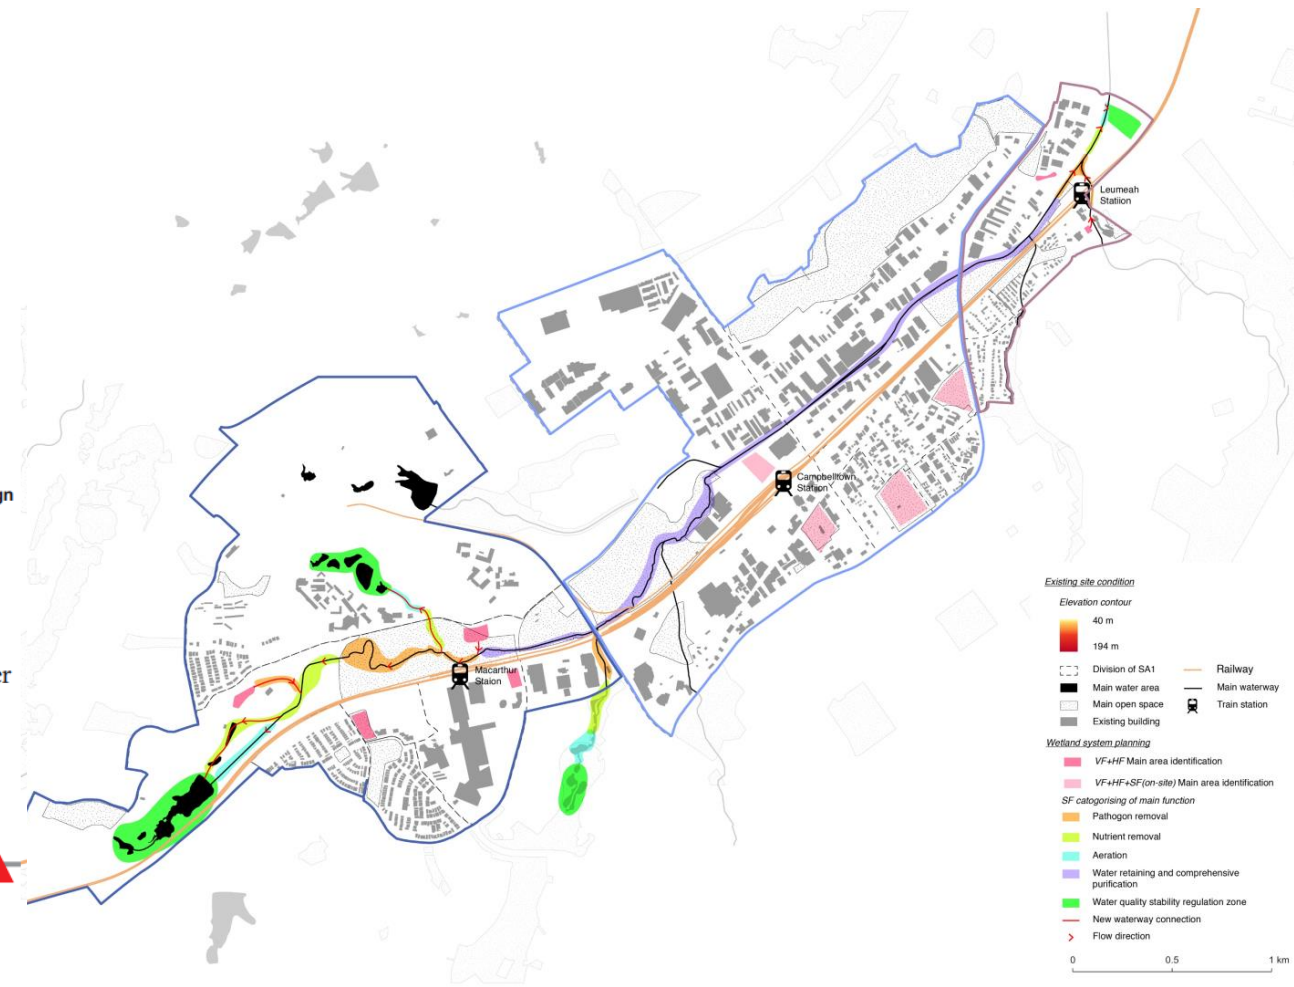 gn
er
Leumeah
Statiion
Campbelltown
Station
Macarthur
Staion
Existing site condition
Elevation contour
40 m
194 m
Division of SA1
Railway
Main water area
Main waterway
Main open space
Train station
Existing building
Wetland system planning
VF+HF Main area identification
VF+HF+SF(on-site) Main area identification
SF catogorising of main function
Pathogon removal
Nutrient removal
Aeration
Water retaining and comprehensive
purification
Water quality stability regulation zone
New waterway connection
Flow direction
0 0.5 1 km